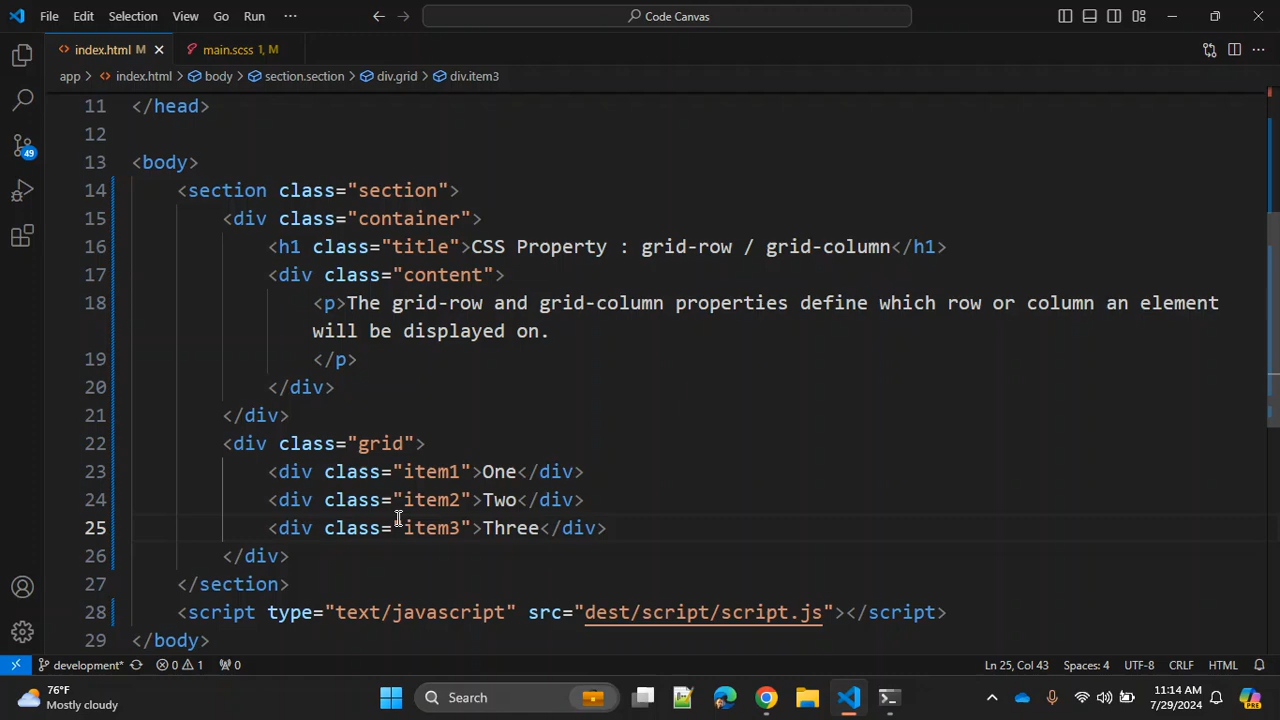 File Edit Selection View Go Run ··· Code Canvas
index.html M main.scss 1, M
app > index.html > body > section.section > div.grid > div.item3
11 </head>
12
13 <body>
14 <section class="section">
15 <div class="container">
16 <h1 class="title">CSS Property : grid-row / grid-column</h1>
17 <div class="content">
18 <p>The grid-row and grid-column properties define which row or column an element
will be displayed on.
19 </p>
20 </div>
21 </div>
22 <div class="grid">
23 <div class="item1">One</div>
24 <div class="item2">Two</div>
25 <div class="item3">Three</div>
26 </div>
27 </section>
28 <script type="text/javascript" src="dest/script/script.js"></script>
29 </body>
49
development* 0 1 0 Ln 25, Col 43 Spaces: 4 UTF-8 CRLF HTML
76°F
Mostly cloudy
Search
11:14 AM
7/29/2024
PRE